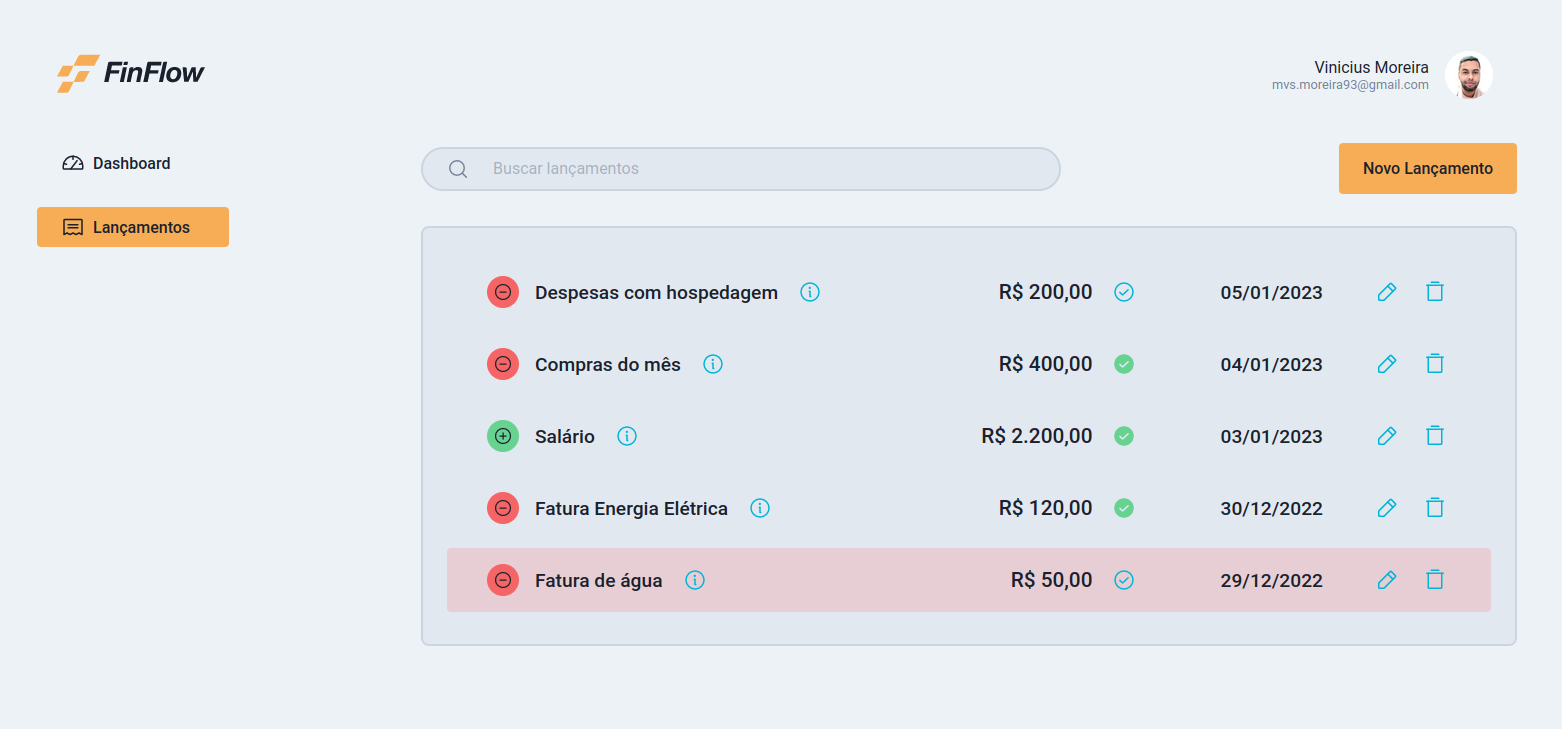 FinFlow
Vinicius Moreira
mvs.moreira93@gmail.com
Dashboard
Lançamentos
Buscar lançamentos
Novo Lançamento
Despesas com hospedagem R$ 200,00 05/01/2023
Compras do mês R$ 400,00 04/01/2023
Salário R$ 2.200,00 03/01/2023
Fatura Energia Elétrica R$ 120,00 30/12/2022
Fatura de água R$ 50,00 29/12/2022